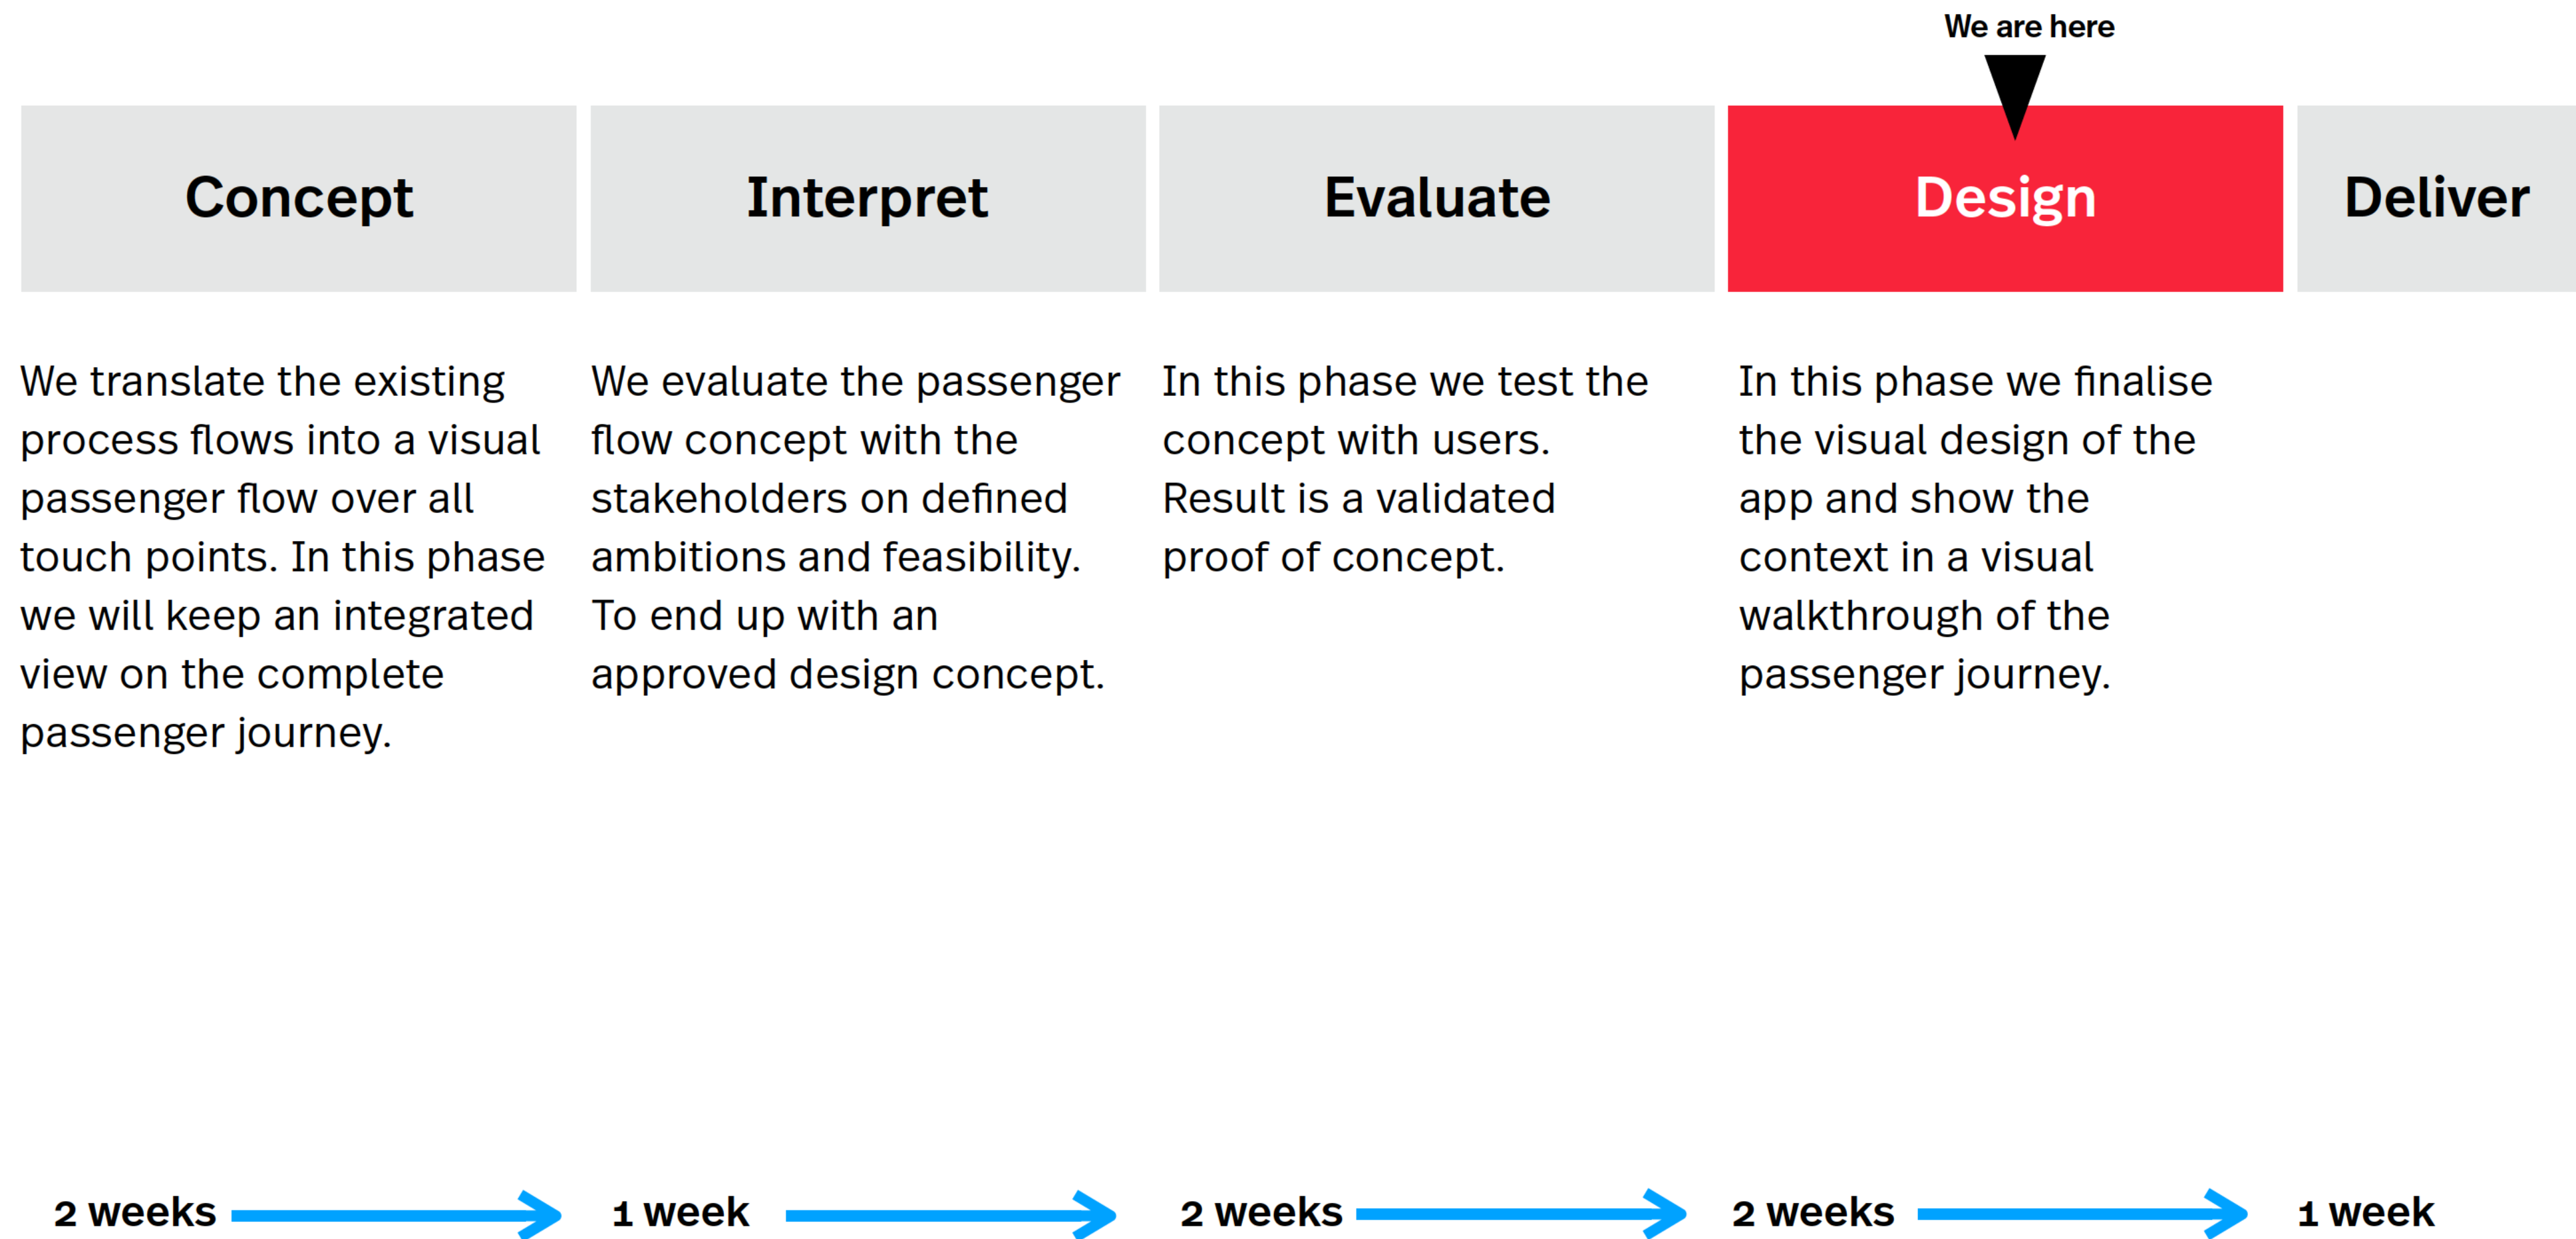 We are here
Concept
Interpret
Evaluate
Design
Deliver
We translate the existing
process flows into a visual
passenger flow over all
touch points. In this phase
we will keep an integrated
view on the complete
passenger journey.
We evaluate the passenger
flow concept with the
stakeholders on defined
ambitions and feasibility.
To end up with an
approved design concept.
In this phase we test the
concept with users.
Result is a validated
proof of concept.
In this phase we finalise
the visual design of the
app and show the
context in a visual
walkthrough of the
passenger journey.
2 weeks
1 week
2 weeks
2 weeks
1 week